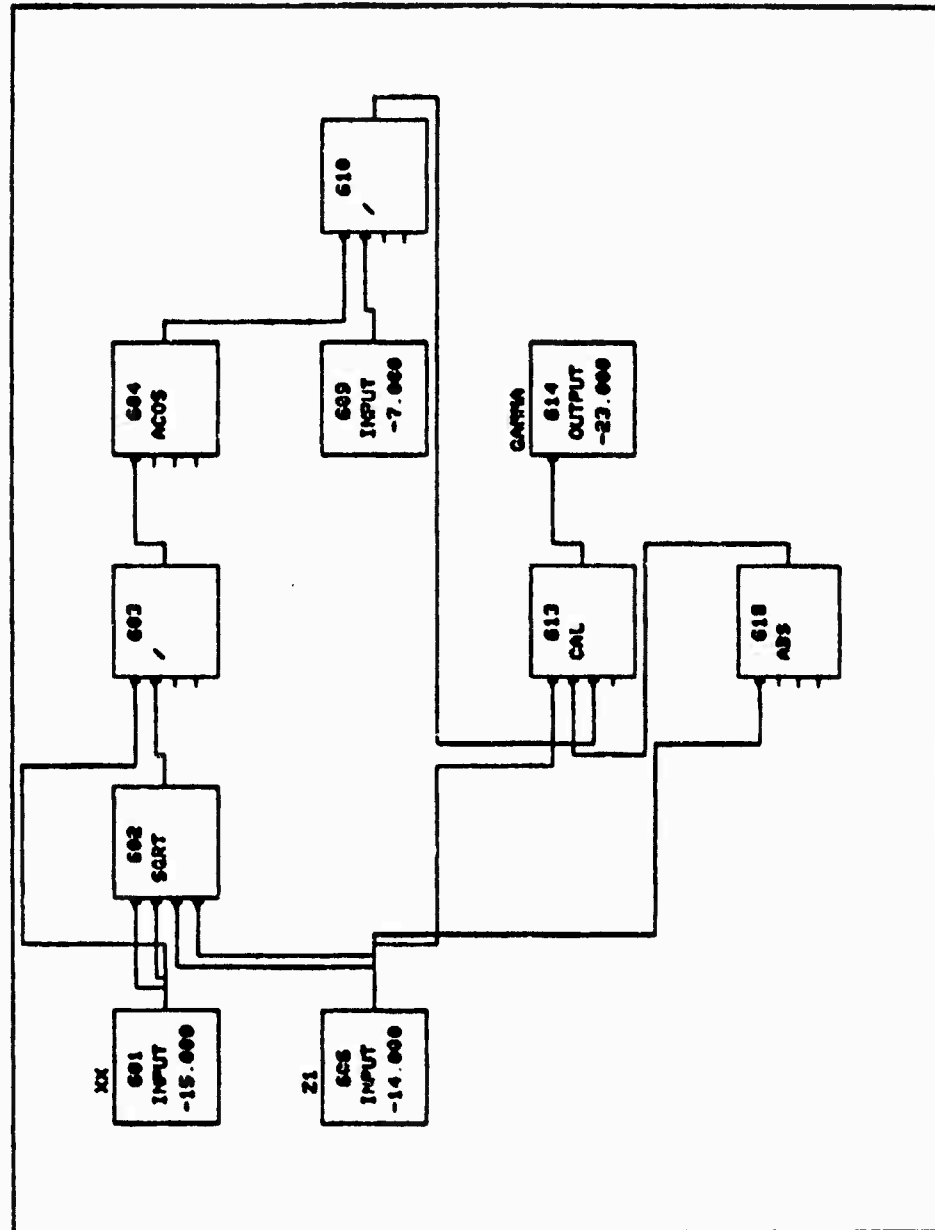 XX
601
INPUT
-15.000
602
SQRT
603
/
604
ACOS
Z1
606
INPUT
-14.000
609
INPUT
-7.000
610
/
613
CAL
GAMMA
614
OUTPUT
-23.000
618
ABS